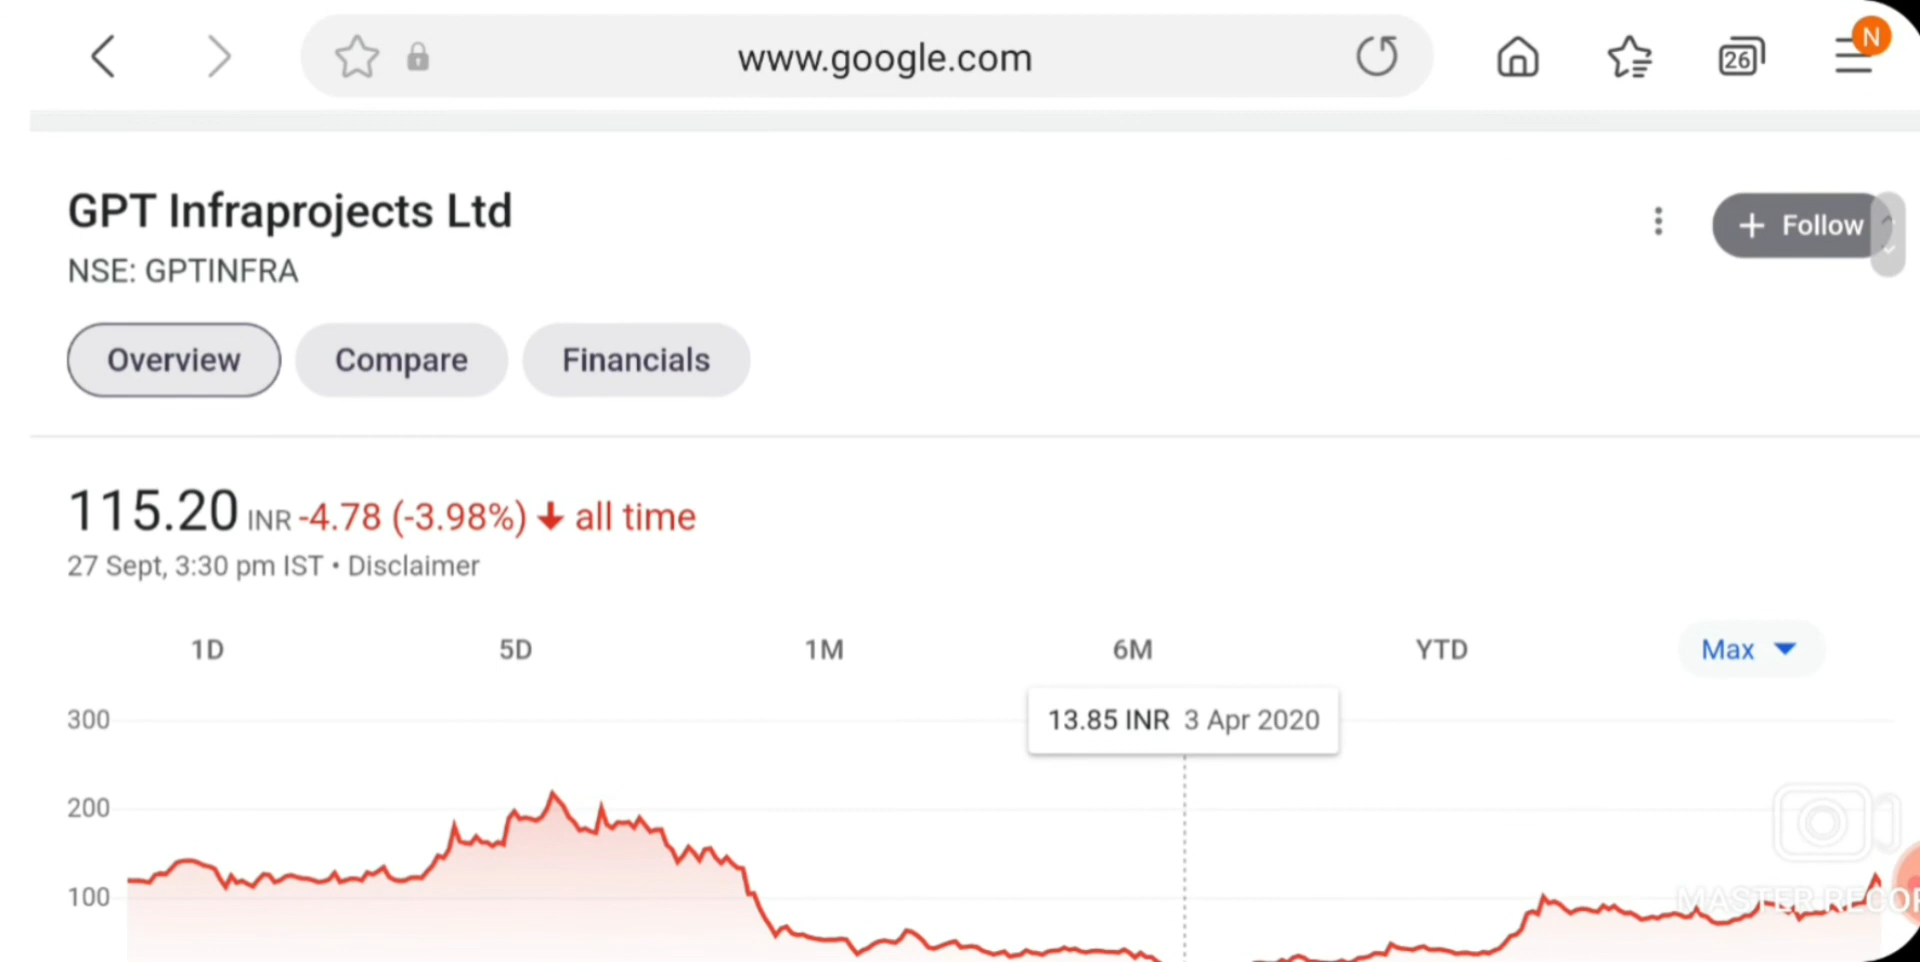 www.google.com
26
N
GPT Infraprojects Ltd
NSE: GPTINFRA
+ Follow
Overview
Compare
Financials
115.20 INR -4.78 (-3.98%) ↓ all time
27 Sept, 3:30 pm IST • Disclaimer
1D
5D
1M
6M
YTD
Max
13.85 INR 3 Apr 2020
300
200
100
MASTER RECOR